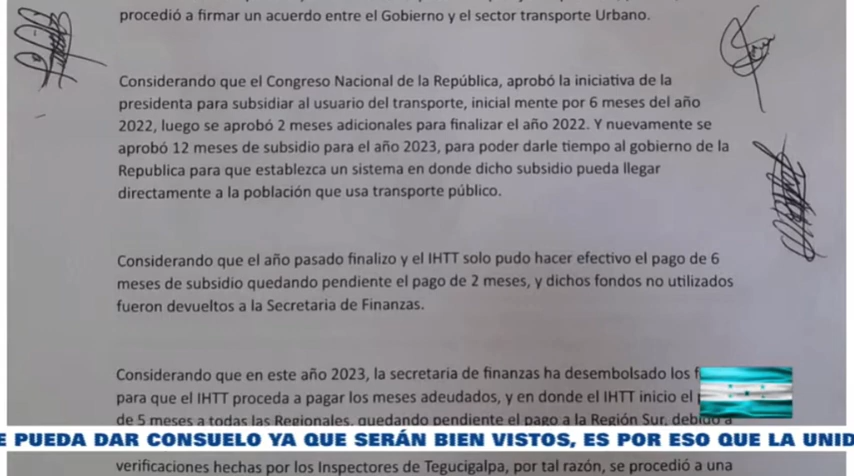 procedió a firmar un acuerdo entre el Gobierno y el sector transporte Urbano.
Considerando que el Congreso Nacional de la República, aprobó la iniciativa de la
presidenta para subsidiar al usuario del transporte, inicial mente por 6 meses del año
2022, luego se aprobó 2 meses adicionales para finalizar el año 2022. Y nuevamente se
aprobó 12 meses de subsidio para el año 2023, para poder darle tiempo al gobierno de la
Republica para que establezca un sistema en donde dicho subsidio pueda llegar
directamente a la población que usa transporte público.
Considerando que el año pasado finalizo y el IHTT solo pudo hacer efectivo el pago de 6
meses de subsidio quedando pendiente el pago de 2 meses, y dichos fondos no utilizados
fueron devueltos a la Secretaria de Finanzas.
Considerando que en este año 2023, la secretaria de finanzas ha desembolsado los
para que el IHTT proceda a pagar los meses adeudados, y en donde el IHTT inicio el
de 5 meses a todas las Regionales, quedando pendiente el pago a la Región Sur, debido a
E PUEDA DAR CONSUELO YA QUE SERÁN BIEN VISTOS, ES POR ESO QUE LA UNID
verificaciones hechas por los Inspectores de Tegucigalpa, por tal razón, se procedió a una